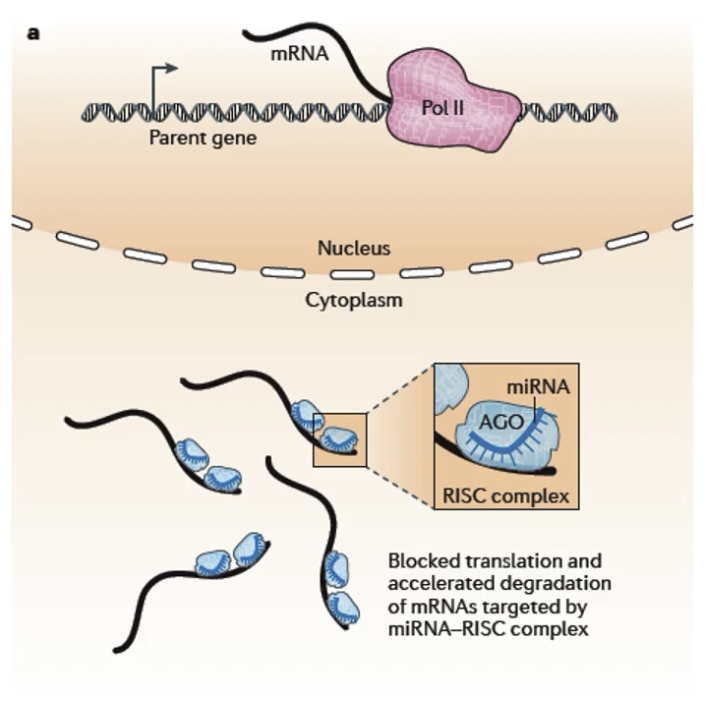 a
mRNA
Pol II
Parent gene
Nucleus
Cytoplasm
miRNA
AGO
RISC complex
Blocked translation and
accelerated degradation
of mRNAs targeted by
miRNA–RISC complex